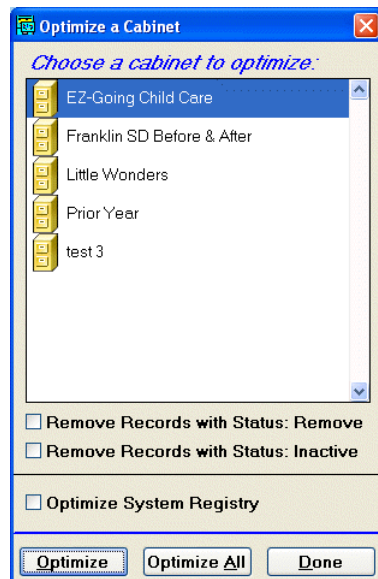 Optimize a Cabinet
Choose a cabinet to optimize:
EZ-Going Child Care
Franklin SD Before & After
Little Wonders
Prior Year
test 3
Remove Records with Status: Remove
Remove Records with Status: Inactive
Optimize System Registry
Optimize Optimize All Done